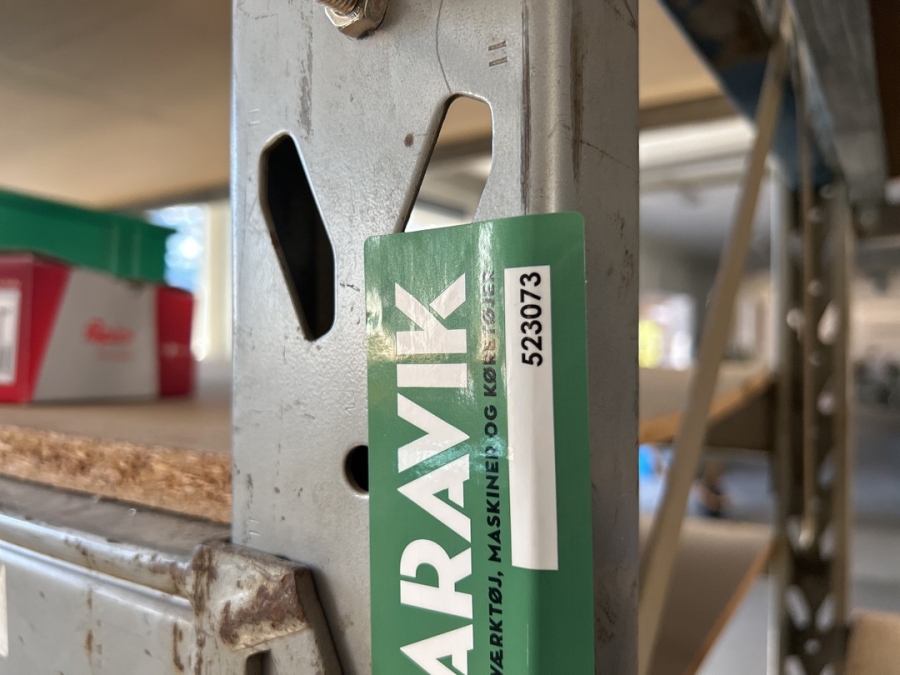 ARAVIK
VÆRKTØJ, MASKINER OG KØRETØJER
523073